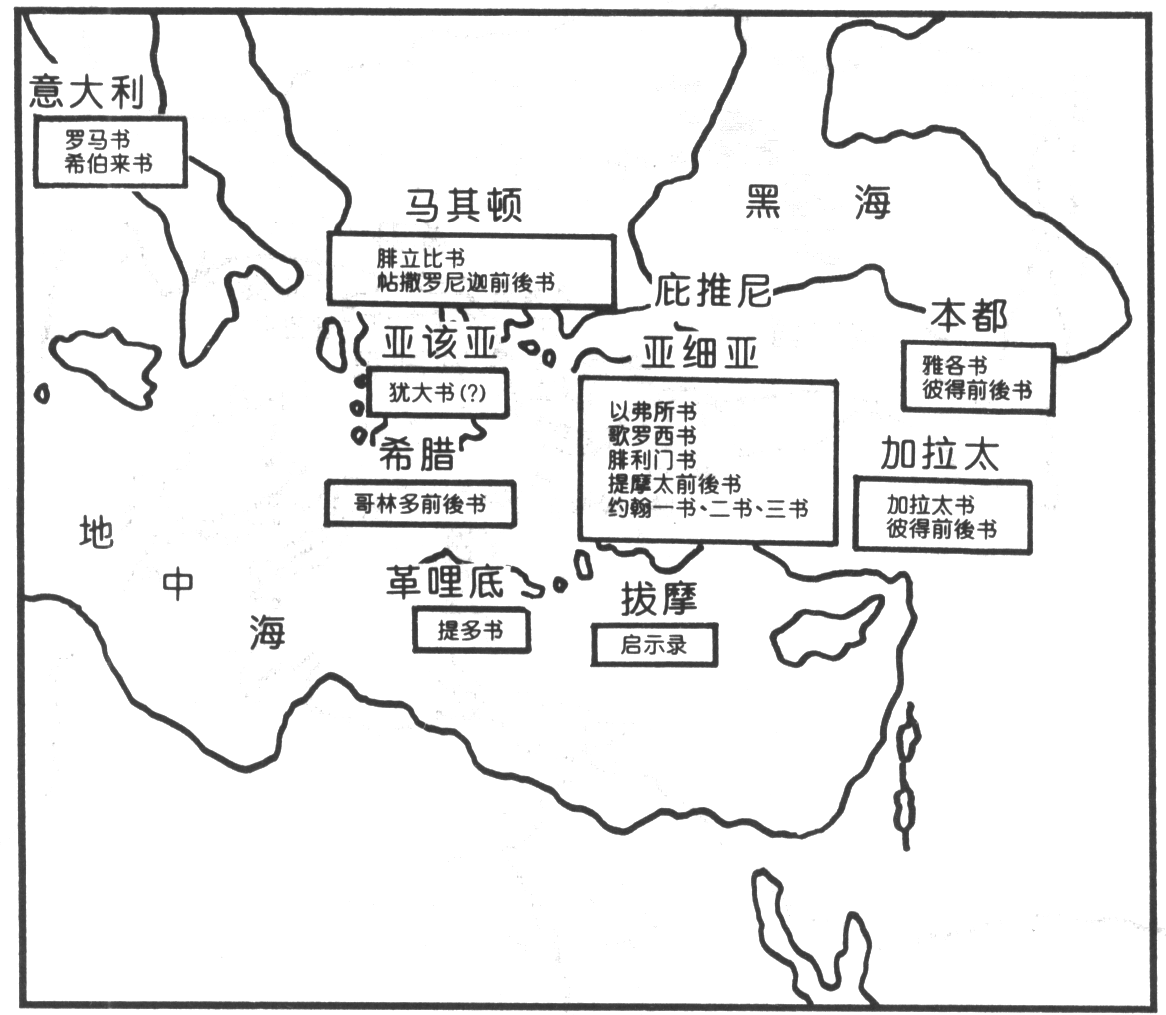 意大利
罗马书
希伯来书
马其顿
腓立比书
帖撒罗尼迦前後书
黑 海
庇推尼
本都
雅各书
彼得前後书
亚该亚
犹大书(?)
亚细亚
以弗所书
歌罗西书
腓利门书
提摩太前後书
约翰一书、二书、三书
希腊
哥林多前後书
加拉太
加拉太书
彼得前後书
地
中
海
革哩底
提多书
拔摩
启示录